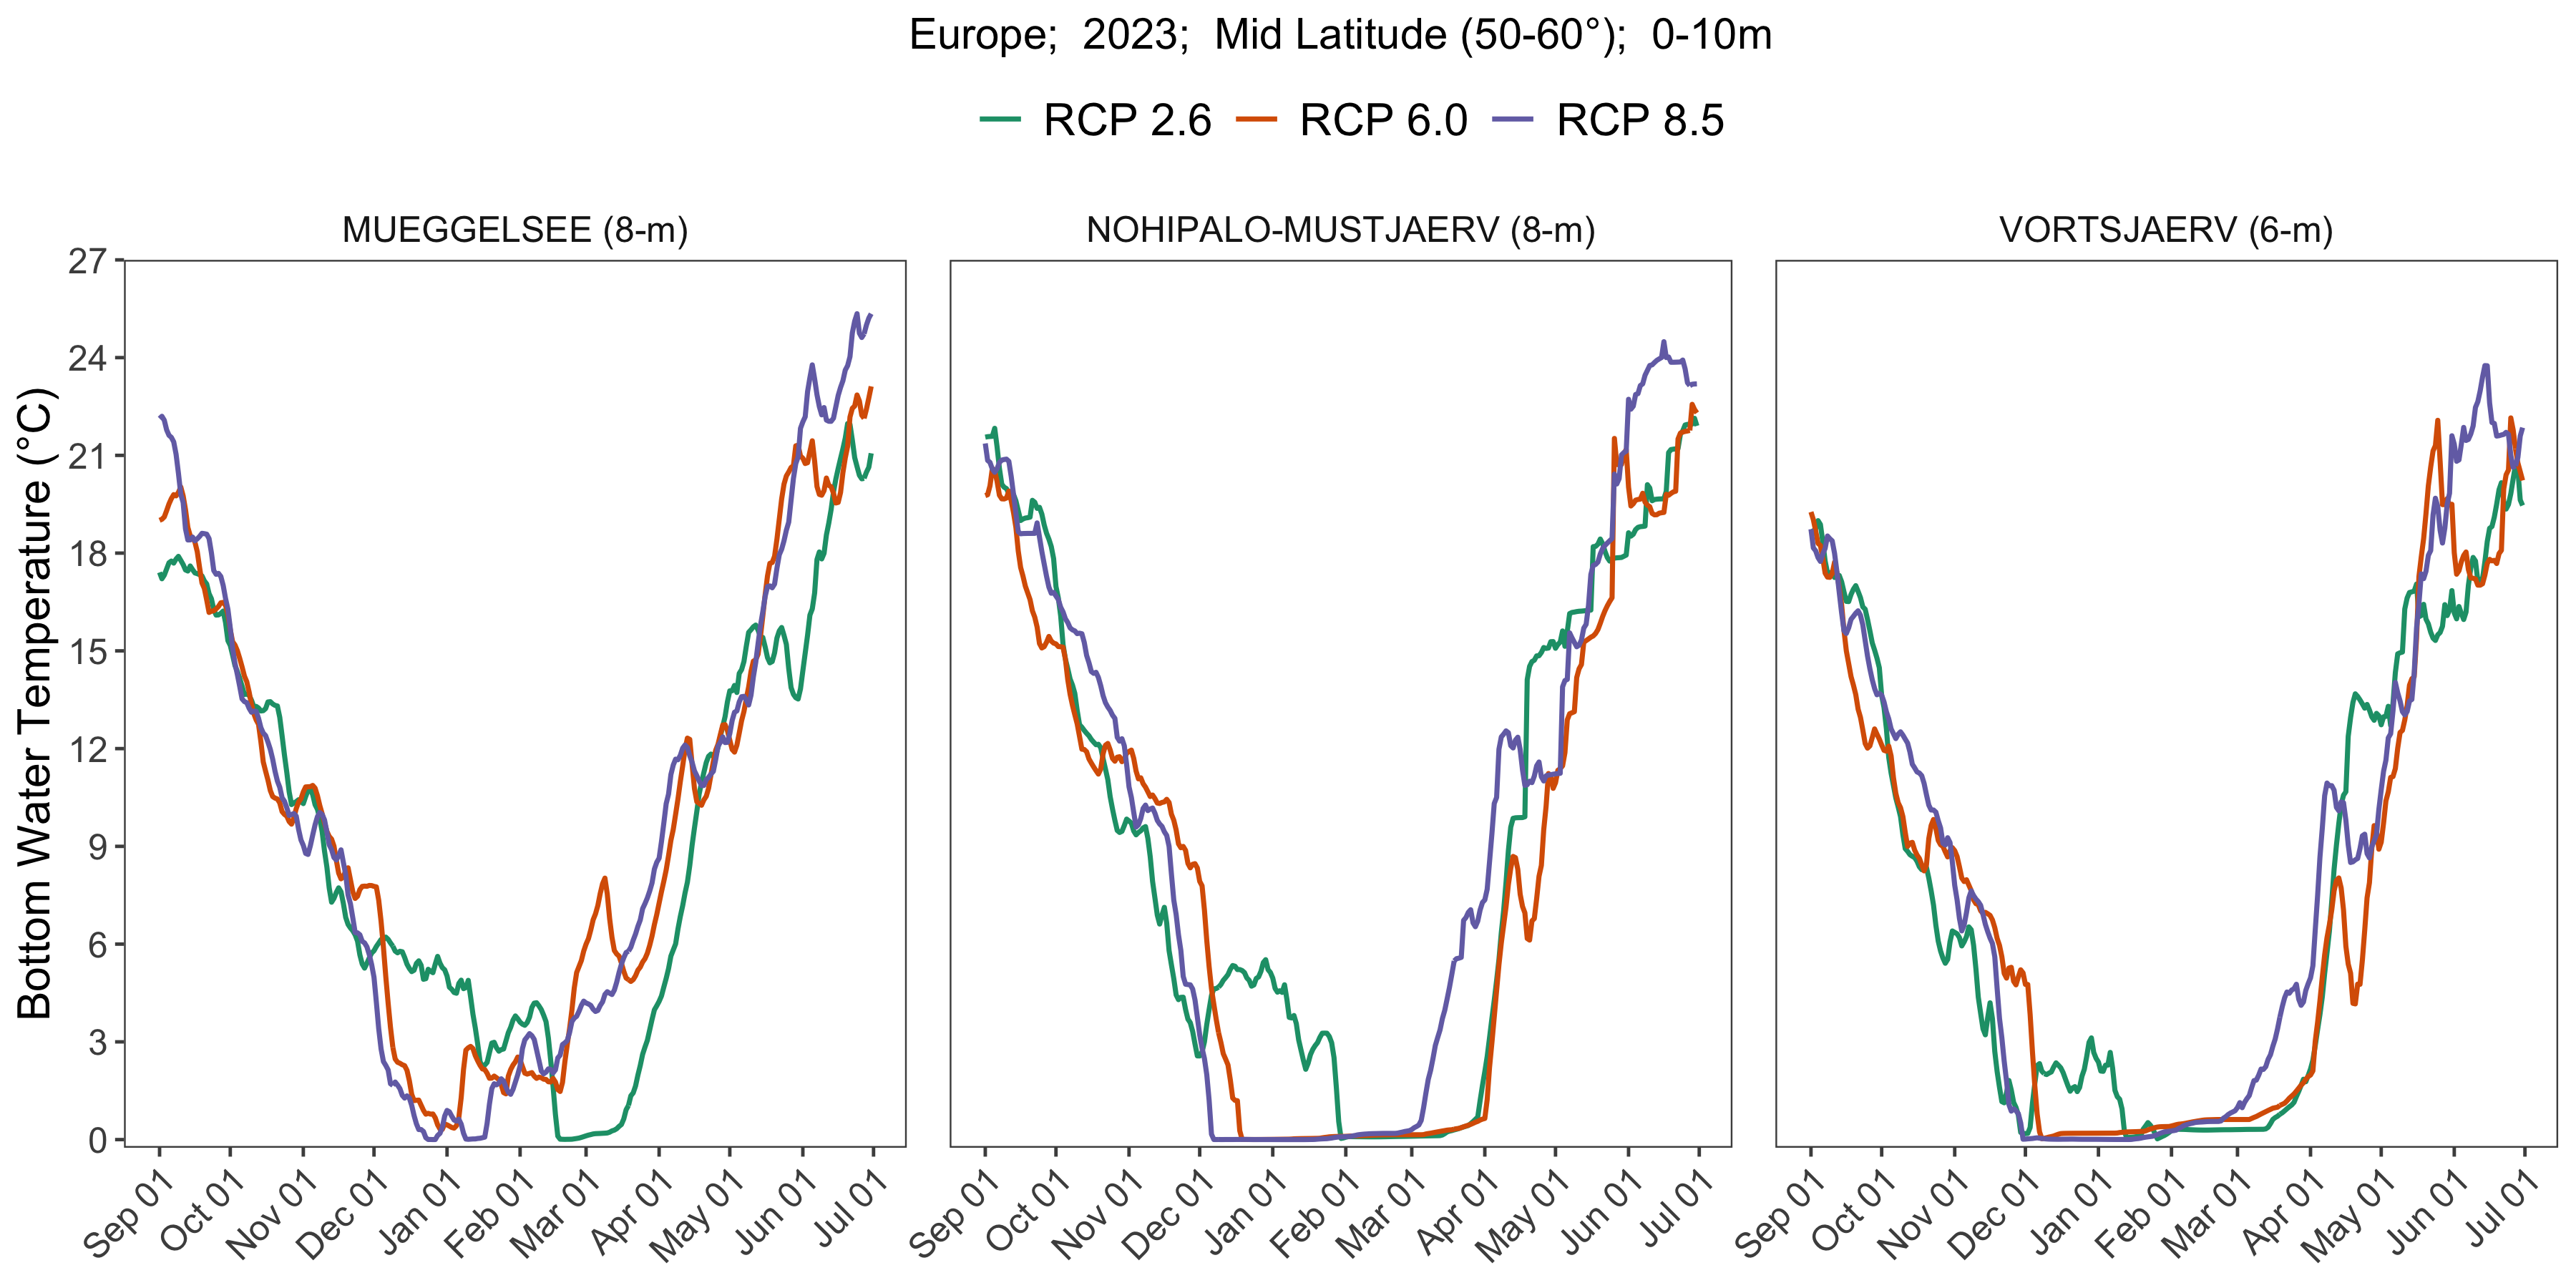 Europe;  2023;  Mid Latitude (50-60°);  0-10m
RCP 2.6 RCP 6.0 RCP 8.5
MUEGGELSEE (8-m) NOHIPALO-MUSTJAERV (8-m) VORTSJAERV (6-m)
Bottom Water Temperature (°C)
27
24
21
18
15
12
9
6
3
0
Sep 01 Oct 01 Nov 01 Dec 01 Jan 01 Feb 01 Mar 01 Apr 01 May 01 Jun 01 Jul 01 Sep 01 Oct 01 Nov 01 Dec 01 Jan 01 Feb 01 Mar 01 Apr 01 May 01 Jun 01 Jul 01 Sep 01 Oct 01 Nov 01 Dec 01 Jan 01 Feb 01 Mar 01 Apr 01 May 01 Jun 01 Jul 01